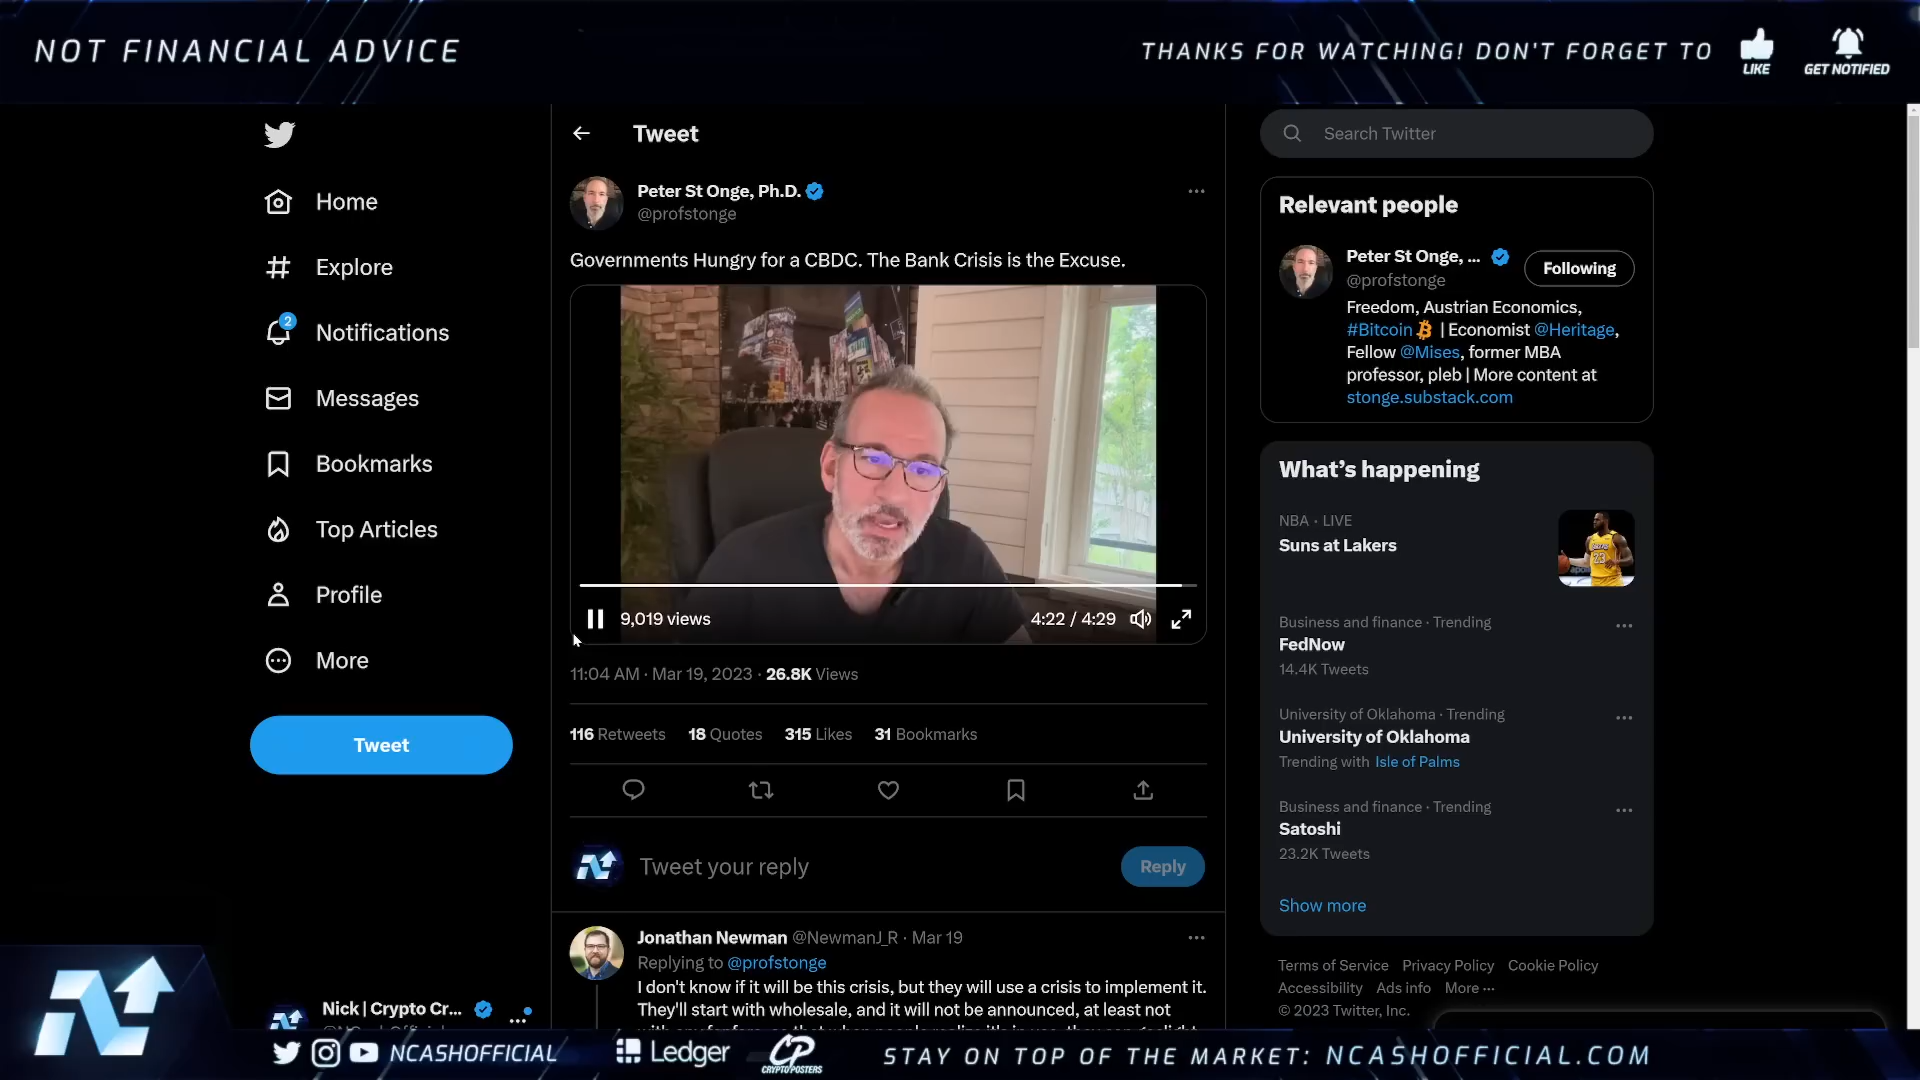 NOT FINANCIAL ADVICE
THANKS FOR WATCHING! DON'T FORGET TO
LIKE
GET NOTIFIED
Home
Explore
2
Notifications
Messages
Bookmarks
Top Articles
Profile
More
Tweet
Nick | Crypto Cr...
Tweet
Peter St Onge, Ph.D.
@profstonge
Governments Hungry for a CBDC. The Bank Crisis is the Excuse.
9,019 views
4:22 / 4:29
11:04 AM · Mar 19, 2023 · 26.8K Views
116 Retweets 18 Quotes 315 Likes 31 Bookmarks
Tweet your reply
Reply
Jonathan Newman @NewmanJ_R · Mar 19
Replying to @profstonge
I don't know if it will be this crisis, but they will use a crisis to implement it.
They'll start with wholesale, and it will not be announced, at least not
Search Twitter
Relevant people
Peter St Onge, ...
@profstonge
Following
Freedom, Austrian Economics,
#Bitcoin | Economist @Heritage,
Fellow @Mises, former MBA
professor, pleb | More content at
stonge.substack.com
What's happening
NBA · LIVE
Suns at Lakers
Business and finance · Trending
FedNow
14.4K Tweets
University of Oklahoma · Trending
University of Oklahoma
Trending with Isle of Palms
Business and finance · Trending
Satoshi
23.2K Tweets
Show more
Terms of Service Privacy Policy Cookie Policy
Accessibility Ads info More ···
© 2023 Twitter, Inc.
NCASHOFFICIAL
Ledger
CP
CRYPTOPOSTERS
STAY ON TOP OF THE MARKET: NCASHOFFICIAL.COM